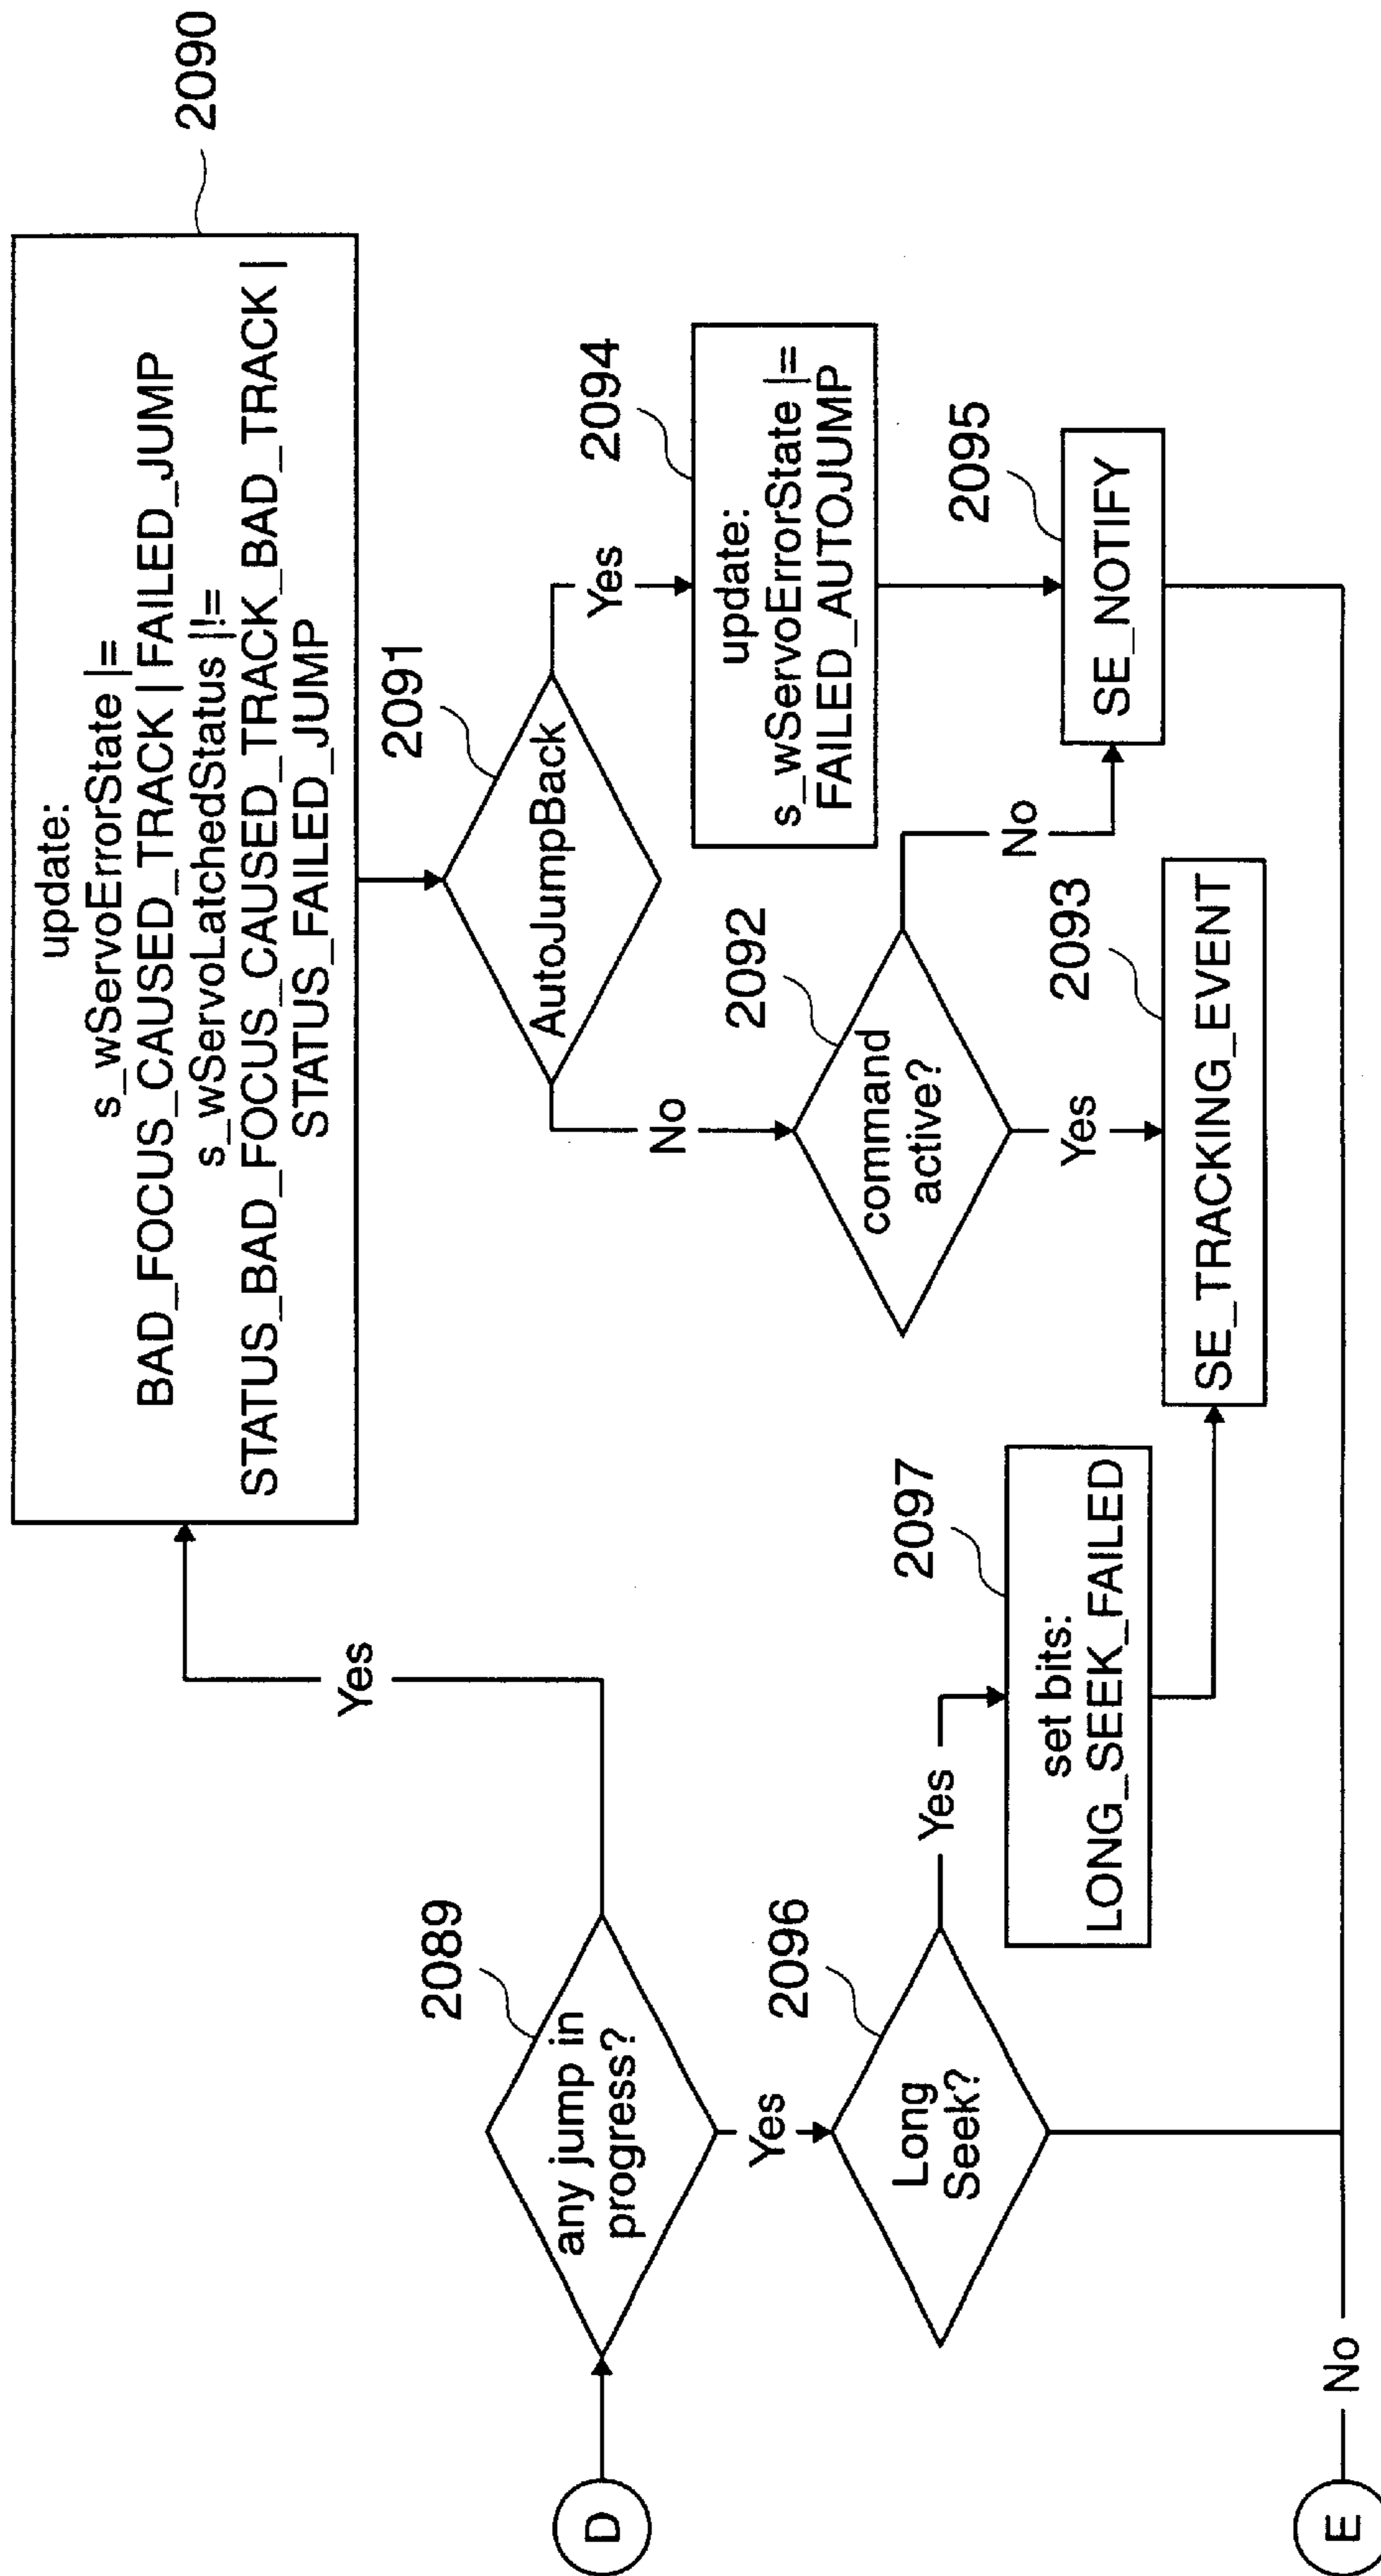 D
any jump in
progress?
2089
Yes
update:
s_wServoErrorState |=
BAD_FOCUS_CAUSED_TRACK | FAILED_JUMP
s_wServoLatchedStatus |!=
STATUS_BAD_FOCUS_CAUSED_TRACK_BAD_TRACK |
STATUS_FAILED_JUMP
2090
AutoJumpBack
2091
Yes
update:
s_wServoErrorState |=
FAILED_AUTOJUMP
2094
No
command
active?
2092
No
SE_NOTIFY
2095
Yes
SE_TRACKING_EVENT
2093
Yes
Long
Seek?
2096
Yes
set bits:
LONG_SEEK_FAILED
2097
E
No